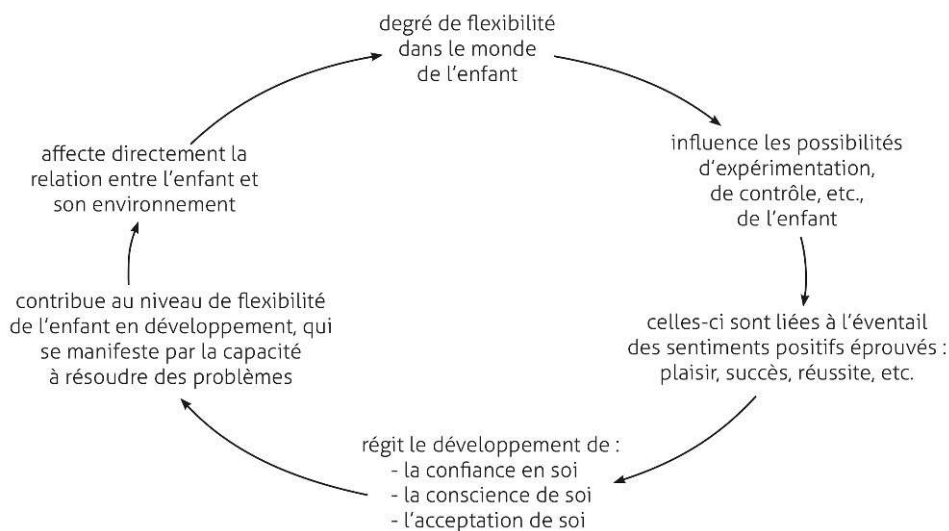 degré de flexibilité
dans le monde
de l'enfant
influence les possibilités
d'expérimentation,
de contrôle, etc.,
de l'enfant
celles-ci sont liées à l'éventail
des sentiments positifs éprouvés :
plaisir, succès, réussite, etc.
régit le développement de :
- la confiance en soi
- la conscience de soi
- l'acceptation de soi
contribue au niveau de flexibilité
de l'enfant en développement, qui
se manifeste par la capacité
à résoudre des problèmes
affecte directement la
relation entre l'enfant et
son environnement